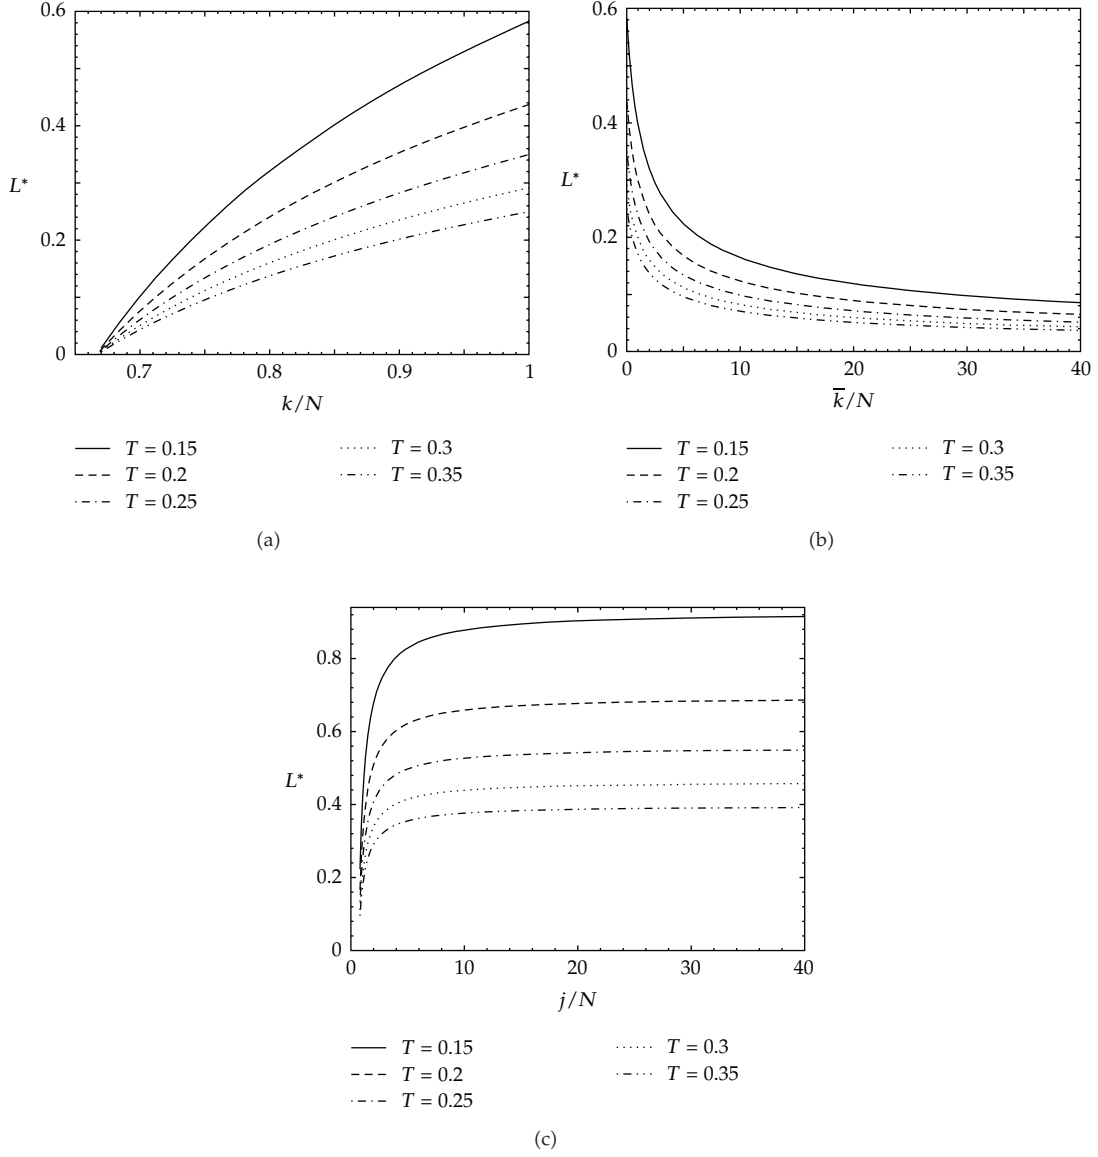 0.6
0.4
L*
0.2
0
0.7 0.8 0.9 1
k/N
T = 0.15 T = 0.3
T = 0.2 T = 0.35
T = 0.25
(a)
0.6
0.4
L*
0.2
0
0 10 20 30 40
k̅/N
T = 0.15 T = 0.3
T = 0.2 T = 0.35
T = 0.25
(b)
0.8
0.6
L*
0.4
0.2
0
0 10 20 30 40
j/N
T = 0.15 T = 0.3
T = 0.2 T = 0.35
T = 0.25
(c)